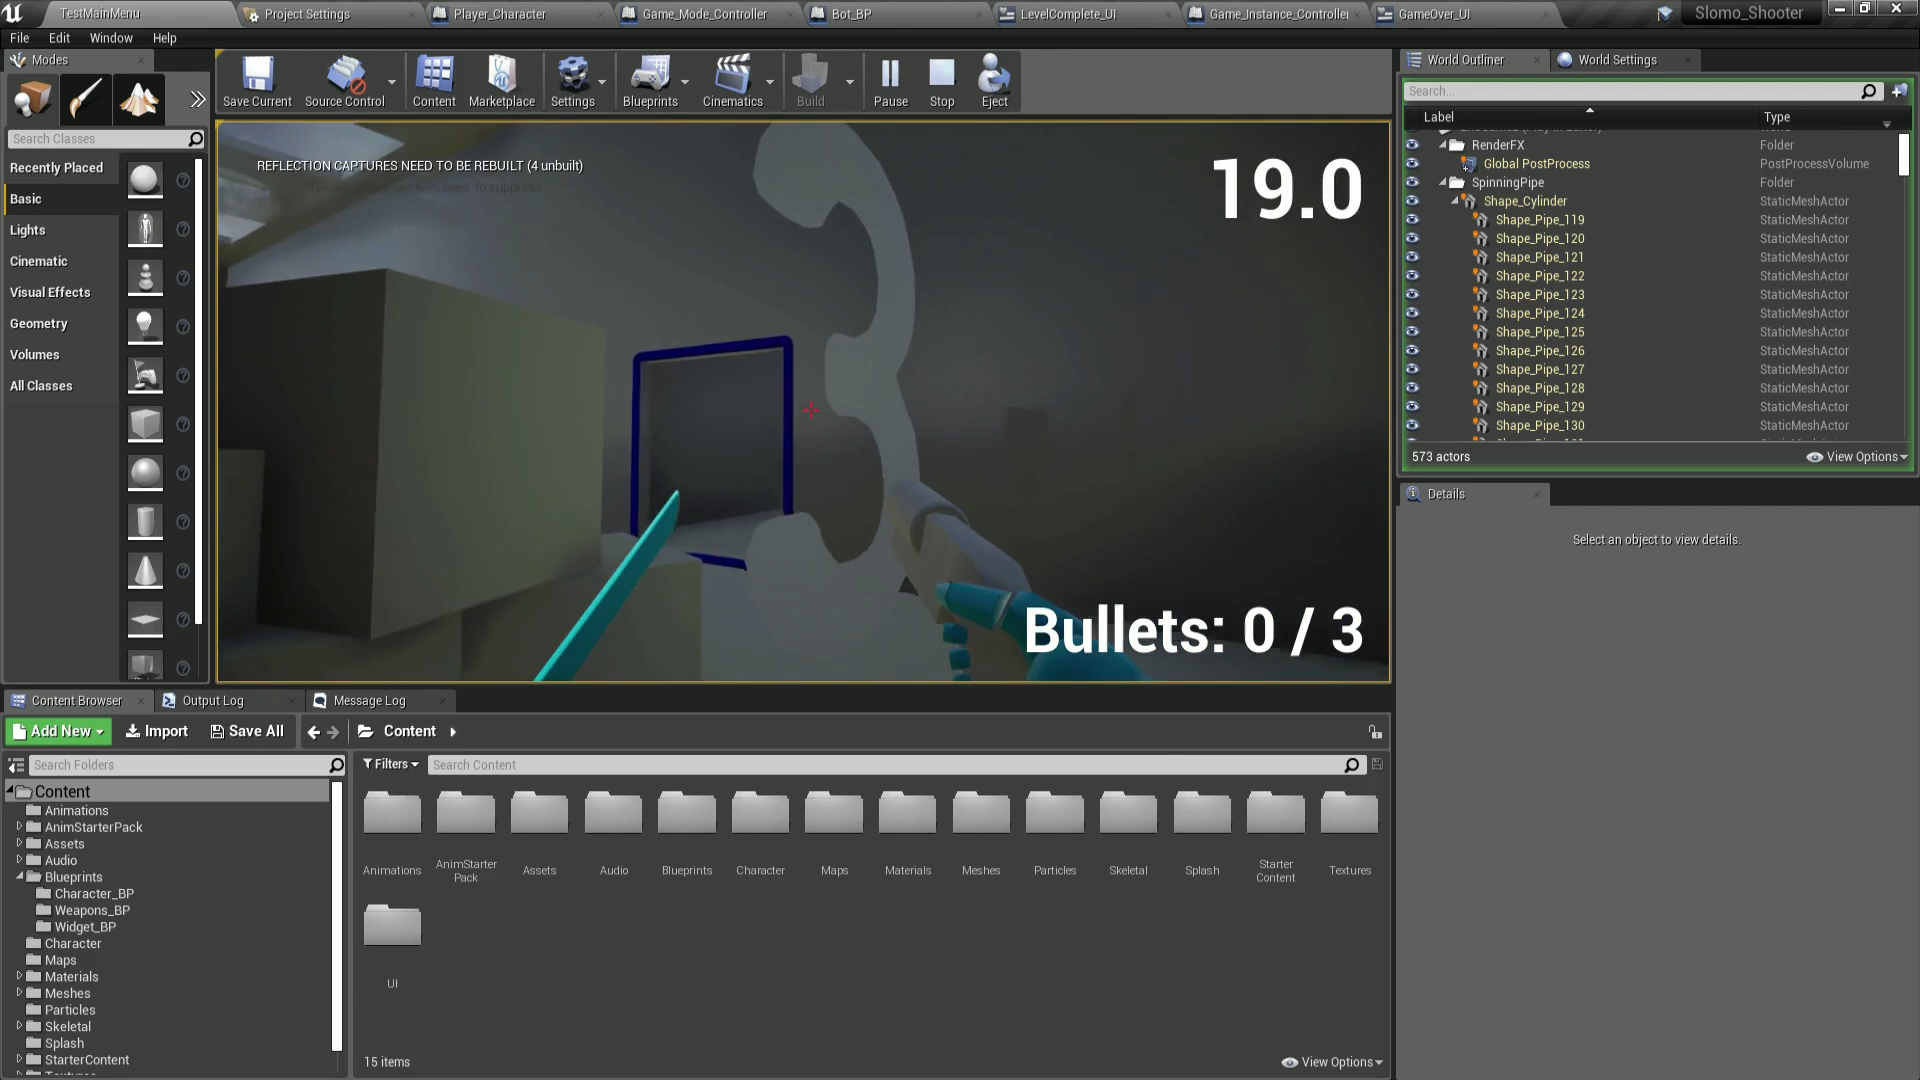 TestMainMenu
Project Settings
Player_Character
Game_Mode_Controller
Bot_BP
LevelComplete_UI
Game_Instance_Controller
GameOver_UI
Slomo_Shooter
File Edit Window Help
Modes
Save Current
Source Control
Content
Marketplace
Settings
Blueprints
Cinematics
Build
Pause
Stop
Eject
Search Classes
Recently Placed
Basic
Lights
Cinematic
Visual Effects
Geometry
Volumes
All Classes
REFLECTION CAPTURES NEED TO BE REBUILT (4 unbuilt)
19.0
Bullets: 0 / 3
World Outliner
World Settings
Search...
Label Type
RenderFX Folder
Global PostProcess PostProcessVolume
SpinningPipe Folder
Shape_Cylinder StaticMeshActor
Shape_Pipe_119 StaticMeshActor
Shape_Pipe_120 StaticMeshActor
Shape_Pipe_121 StaticMeshActor
Shape_Pipe_122 StaticMeshActor
Shape_Pipe_123 StaticMeshActor
Shape_Pipe_124 StaticMeshActor
Shape_Pipe_125 StaticMeshActor
Shape_Pipe_126 StaticMeshActor
Shape_Pipe_127 StaticMeshActor
Shape_Pipe_128 StaticMeshActor
Shape_Pipe_129 StaticMeshActor
Shape_Pipe_130 StaticMeshActor
573 actors
View Options
Details
Select an object to view details.
Content Browser
Output Log
Message Log
Add New
Import
Save All
Content
Search Folders
Content
Animations
AnimStarterPack
Assets
Audio
Blueprints
Character_BP
Weapons_BP
Widget_BP
Character
Maps
Materials
Meshes
Particles
Skeletal
Splash
StarterContent
Filters
Search Content
Animations
AnimStarter
Pack
Assets
Audio
Blueprints
Character
Maps
Materials
Meshes
Particles
Skeletal
Splash
Starter
Content
Textures
UI
15 items
View Options